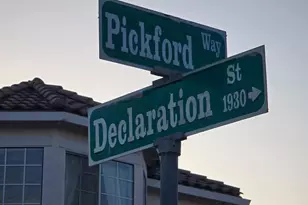 Pickford Way
Declaration St
1930 →